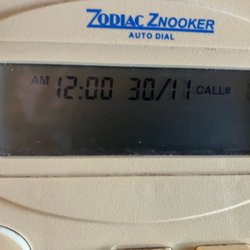 ZODIAC ZNOOKER
AUTO DIAL
AM 12:00 30/11 CALL#